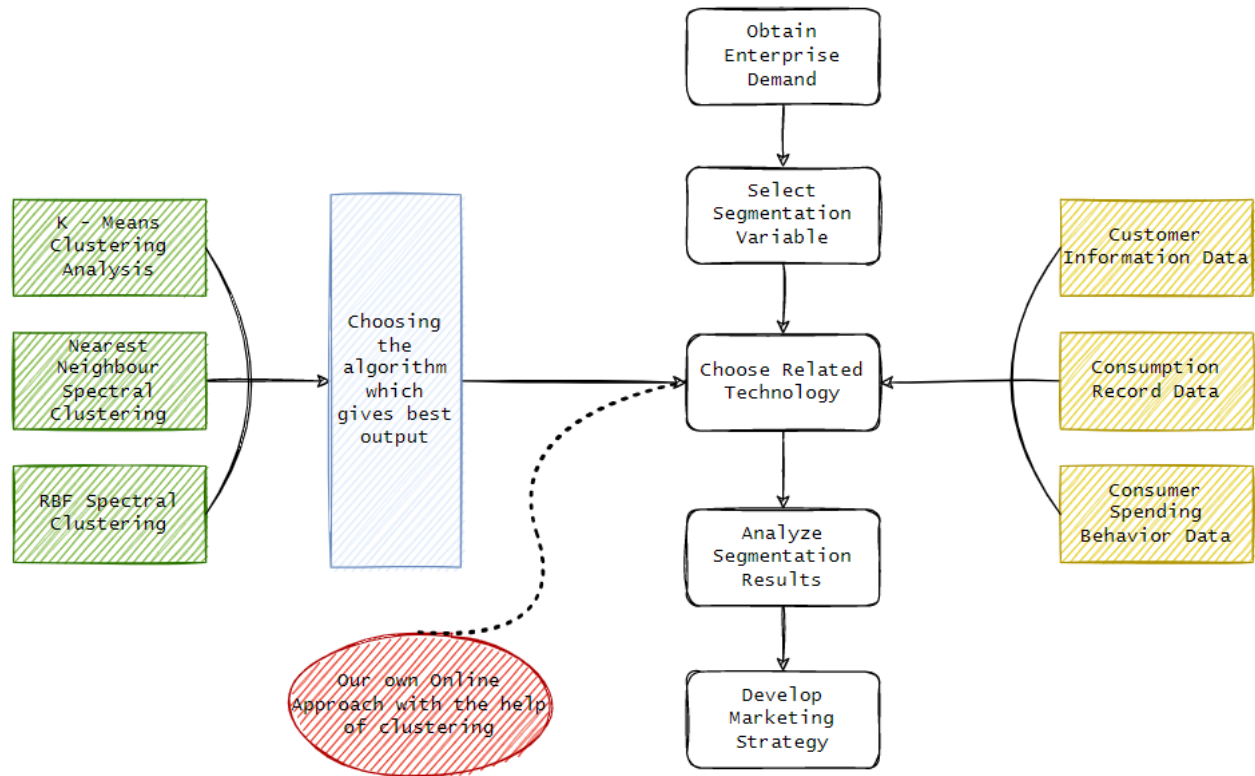 Obtain
Enterprise
Demand
Select
Segmentation
Variable
K - Means
Clustering
Analysis
Customer
Information Data
Nearest
Neighbour
Spectral
Clustering
Choosing
the
algorithm
which
gives best
output
Choose Related
Technology
Consumption
Record Data
RBF Spectral
Clustering
Analyze
Segmentation
Results
Consumer
Spending
Behavior Data
Our own Online
Approach with the help
of clustering
Develop
Marketing
Strategy